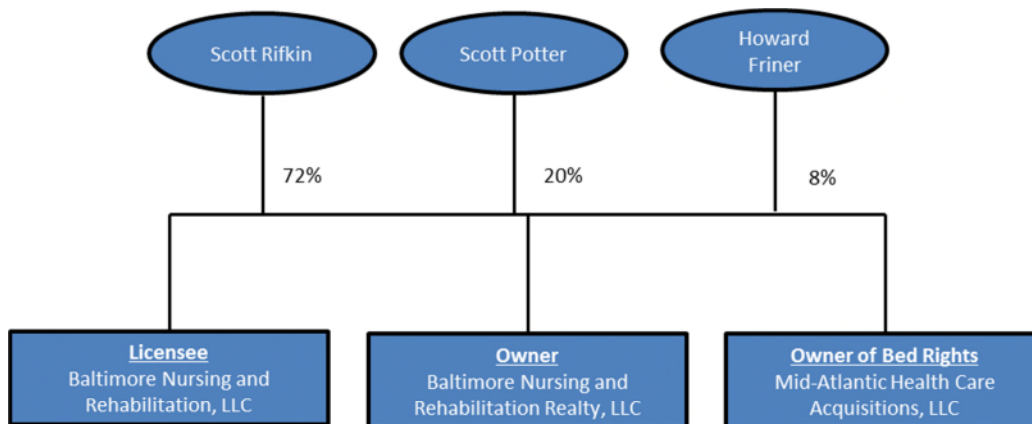 Scott Rifkin
Scott Potter
Howard
Friner
72%
20%
8%
Licensee
Baltimore Nursing and
Rehabilitation, LLC
Owner
Baltimore Nursing and
Rehabilitation Realty, LLC
Owner of Bed Rights
Mid-Atlantic Health Care
Acquisitions, LLC